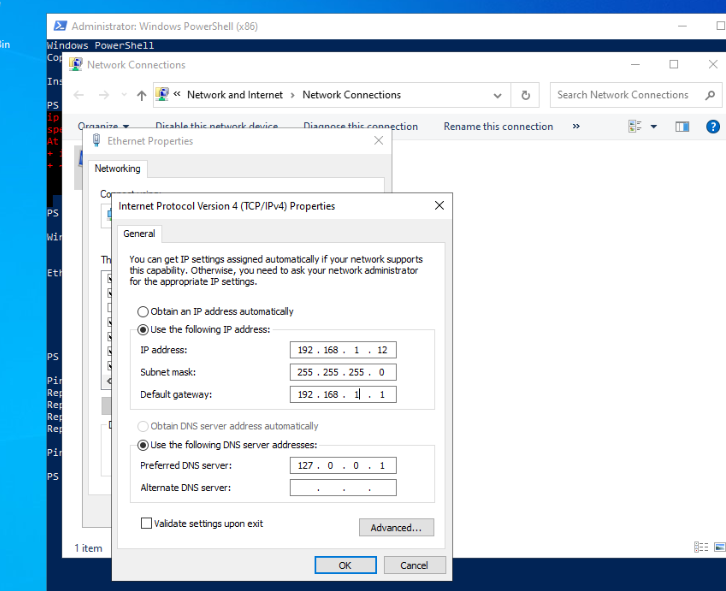 Administrator: Windows PowerShell (x86)
Windows PowerShell
Network Connections
Network and Internet > Network Connections
Search Network Connections
Organize
Disable this network device
Diagnose this connection
Rename this connection
»
Ethernet Properties
Networking
Internet Protocol Version 4 (TCP/IPv4) Properties
General
You can get IP settings assigned automatically if your network supports
this capability. Otherwise, you need to ask your network administrator
for the appropriate IP settings.
Obtain an IP address automatically
Use the following IP address:
IP address: 192 . 168 . 1 . 12
Subnet mask: 255 . 255 . 255 . 0
Default gateway: 192 . 168 . 1 . 1
Obtain DNS server address automatically
Use the following DNS server addresses:
Preferred DNS server: 127 . 0 . 0 . 1
Alternate DNS server: . . .
Validate settings upon exit
Advanced...
1 item
OK
Cancel
PS
PS
PS
PS